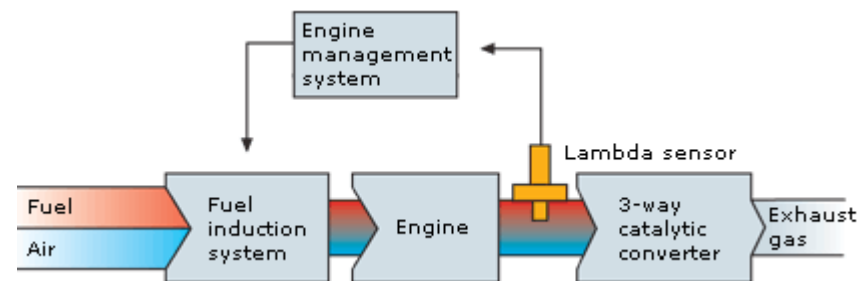 Engine
management
system
Lambda sensor
Fuel
Air
Fuel
induction
system
Engine
3-way
catalytic
converter
Exhaust
gas